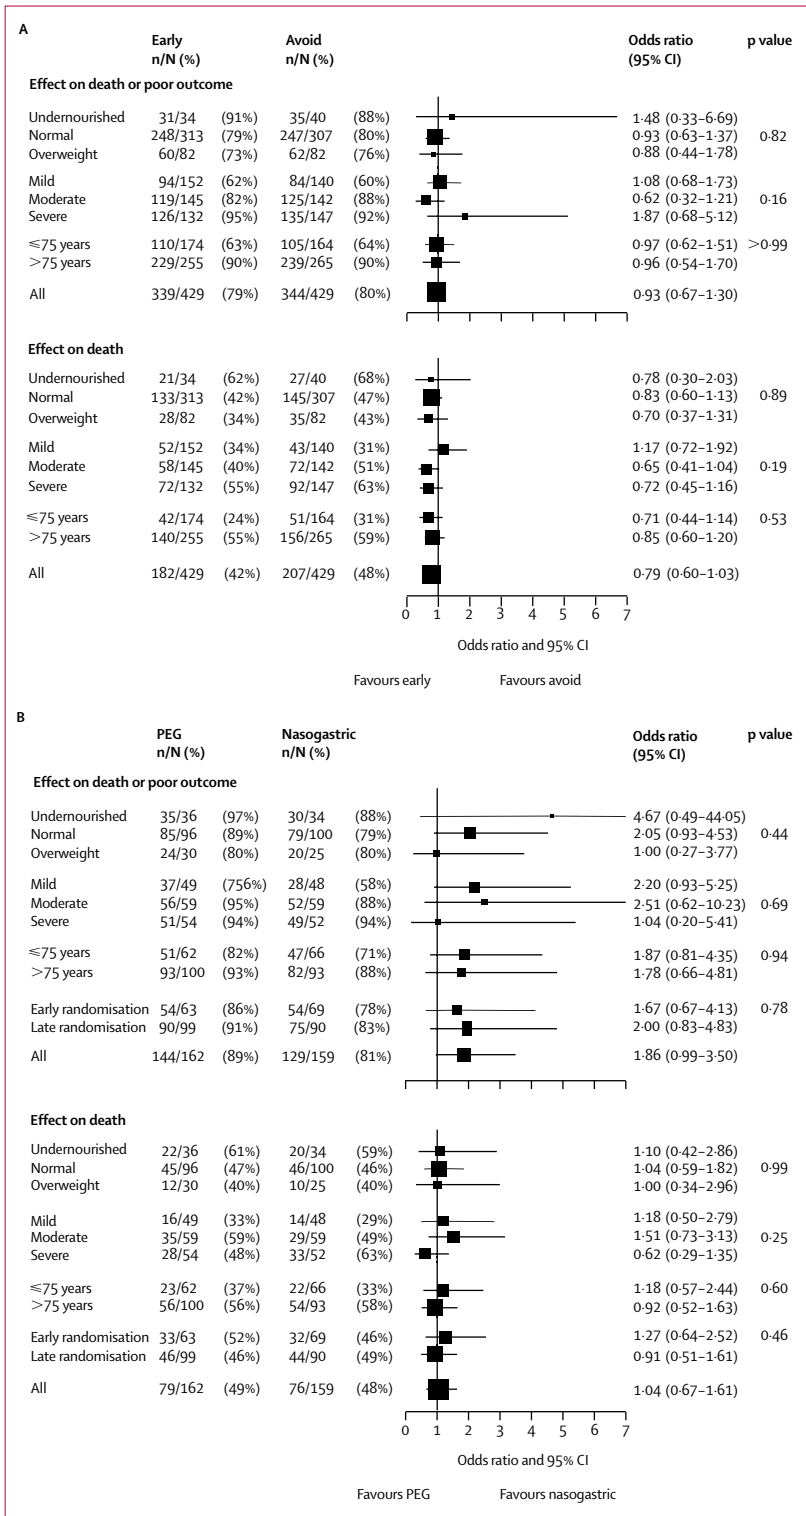 A
Early Avoid Odds ratio p value
n/N (%) n/N (%) (95% CI)
Effect on death or poor outcome
Undernourished 31/34 (91%) 35/40 (88%) 1·48 (0·33–6·69)
Normal 248/313 (79%) 247/307 (80%) 0·93 (0·63–1·37) 0·82
Overweight 60/82 (73%) 62/82 (76%) 0·88 (0·44–1·78)
Mild 94/152 (62%) 84/140 (60%) 1·08 (0·68–1·73)
Moderate 119/145 (82%) 125/142 (88%) 0·62 (0·32–1·21) 0·16
Severe 126/132 (95%) 135/147 (92%) 1·87 (0·68–5·12)
≤75 years 110/174 (63%) 105/164 (64%) 0·97 (0·62–1·51) >0·99
>75 years 229/255 (90%) 239/265 (90%) 0·96 (0·54–1·70)
All 339/429 (79%) 344/429 (80%) 0·93 (0·67–1·30)
Effect on death
Undernourished 21/34 (62%) 27/40 (68%) 0·78 (0·30–2·03)
Normal 133/313 (42%) 145/307 (47%) 0·83 (0·60–1·13) 0·89
Overweight 28/82 (34%) 35/82 (43%) 0·70 (0·37–1·31)
Mild 52/152 (34%) 43/140 (31%) 1·17 (0·72–1·92)
Moderate 58/145 (40%) 72/142 (51%) 0·65 (0·41–1·04) 0·19
Severe 72/132 (55%) 92/147 (63%) 0·72 (0·45–1·16)
≤75 years 42/174 (24%) 51/164 (31%) 0·71 (0·44–1·14) 0·53
>75 years 140/255 (55%) 156/265 (59%) 0·85 (0·60–1·20)
All 182/429 (42%) 207/429 (48%) 0·79 (0·60–1·03)
0 1 2 3 4 5 6 7
Odds ratio and 95% CI
Favours early Favours avoid
B
PEG Nasogastric Odds ratio p value
n/N (%) n/N (%) (95% CI)
Effect on death or poor outcome
Undernourished 35/36 (97%) 30/34 (88%) 4·67 (0·49–44·05)
Normal 85/96 (89%) 79/100 (79%) 2·05 (0·93–4·53) 0·44
Overweight 24/30 (80%) 20/25 (80%) 1·00 (0·27–3·77)
Mild 37/49 (756%) 28/48 (58%) 2·20 (0·93–5·25)
Moderate 56/59 (95%) 52/59 (88%) 2·51 (0·62–10·23) 0·69
Severe 51/54 (94%) 49/52 (94%) 1·04 (0·20–5·41)
≤75 years 51/62 (82%) 47/66 (71%) 1·87 (0·81–4·35) 0·94
>75 years 93/100 (93%) 82/93 (88%) 1·78 (0·66–4·81)
Early randomisation 54/63 (86%) 54/69 (78%) 1·67 (0·67–4·13) 0·78
Late randomisation 90/99 (91%) 75/90 (83%) 2·00 (0·83–4·83)
All 144/162 (89%) 129/159 (81%) 1·86 (0·99–3·50)
Effect on death
Undernourished 22/36 (61%) 20/34 (59%) 1·10 (0·42–2·86)
Normal 45/96 (47%) 46/100 (46%) 1·04 (0·59–1·82) 0·99
Overweight 12/30 (40%) 10/25 (40%) 1·00 (0·34–2·96)
Mild 16/49 (33%) 14/48 (29%) 1·18 (0·50–2·79)
Moderate 35/59 (59%) 29/59 (49%) 1·51 (0·73–3·13) 0·25
Severe 28/54 (48%) 33/52 (63%) 0·62 (0·29–1·35)
≤75 years 23/62 (37%) 22/66 (33%) 1·18 (0·57–2·44) 0·60
>75 years 56/100 (56%) 54/93 (58%) 0·92 (0·52–1·63)
Early randomisation 33/63 (52%) 32/69 (46%) 1·27 (0·64–2·52) 0·46
Late randomisation 46/99 (46%) 44/90 (49%) 0·91 (0·51–1·61)
All 79/162 (49%) 76/159 (48%) 1·04 (0·67–1·61)
0 1 2 3 4 5 6 7
Odds ratio and 95% CI
Favours PEG Favours nasogastric